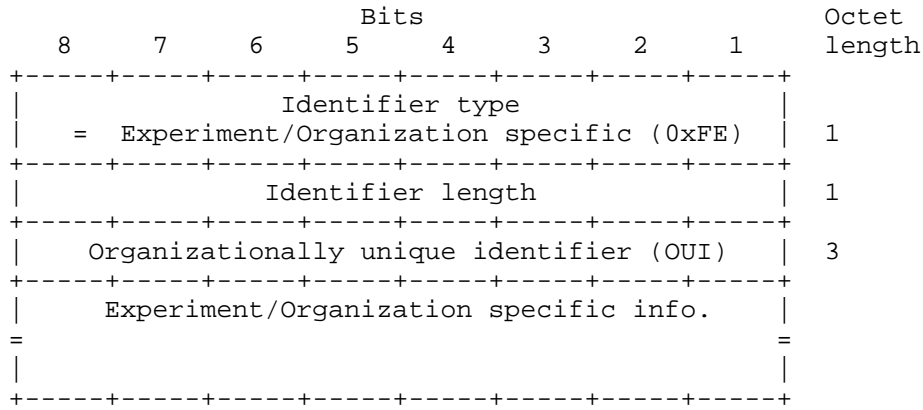 Bits Octet
8 7 6 5 4 3 2 1 length
+-----+-----+-----+-----+-----+-----+-----+-----+
| Identifier type |
| = Experiment/Organization specific (0xFE) | 1
+-----+-----+-----+-----+-----+-----+-----+-----+
| Identifier length | 1
+-----+-----+-----+-----+-----+-----+-----+-----+
| Organizationally unique identifier (OUI) | 3
+-----+-----+-----+-----+-----+-----+-----+-----+
| Experiment/Organization specific info. |
= =
| |
+-----+-----+-----+-----+-----+-----+-----+-----+